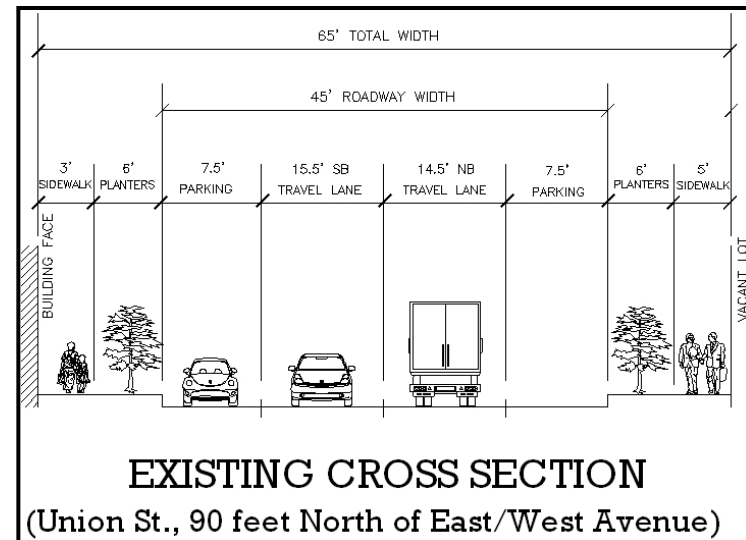 65' TOTAL WIDTH
45' ROADWAY WIDTH
3' SIDEWALK
6' PLANTERS
7.5' PARKING
15.5' SB TRAVEL LANE
14.5' NB TRAVEL LANE
7.5' PARKING
6' PLANTERS
5' SIDEWALK
BUILDING FACE
VACANT LOT
EXISTING CROSS SECTION
(Union St., 90 feet North of East/West Avenue)